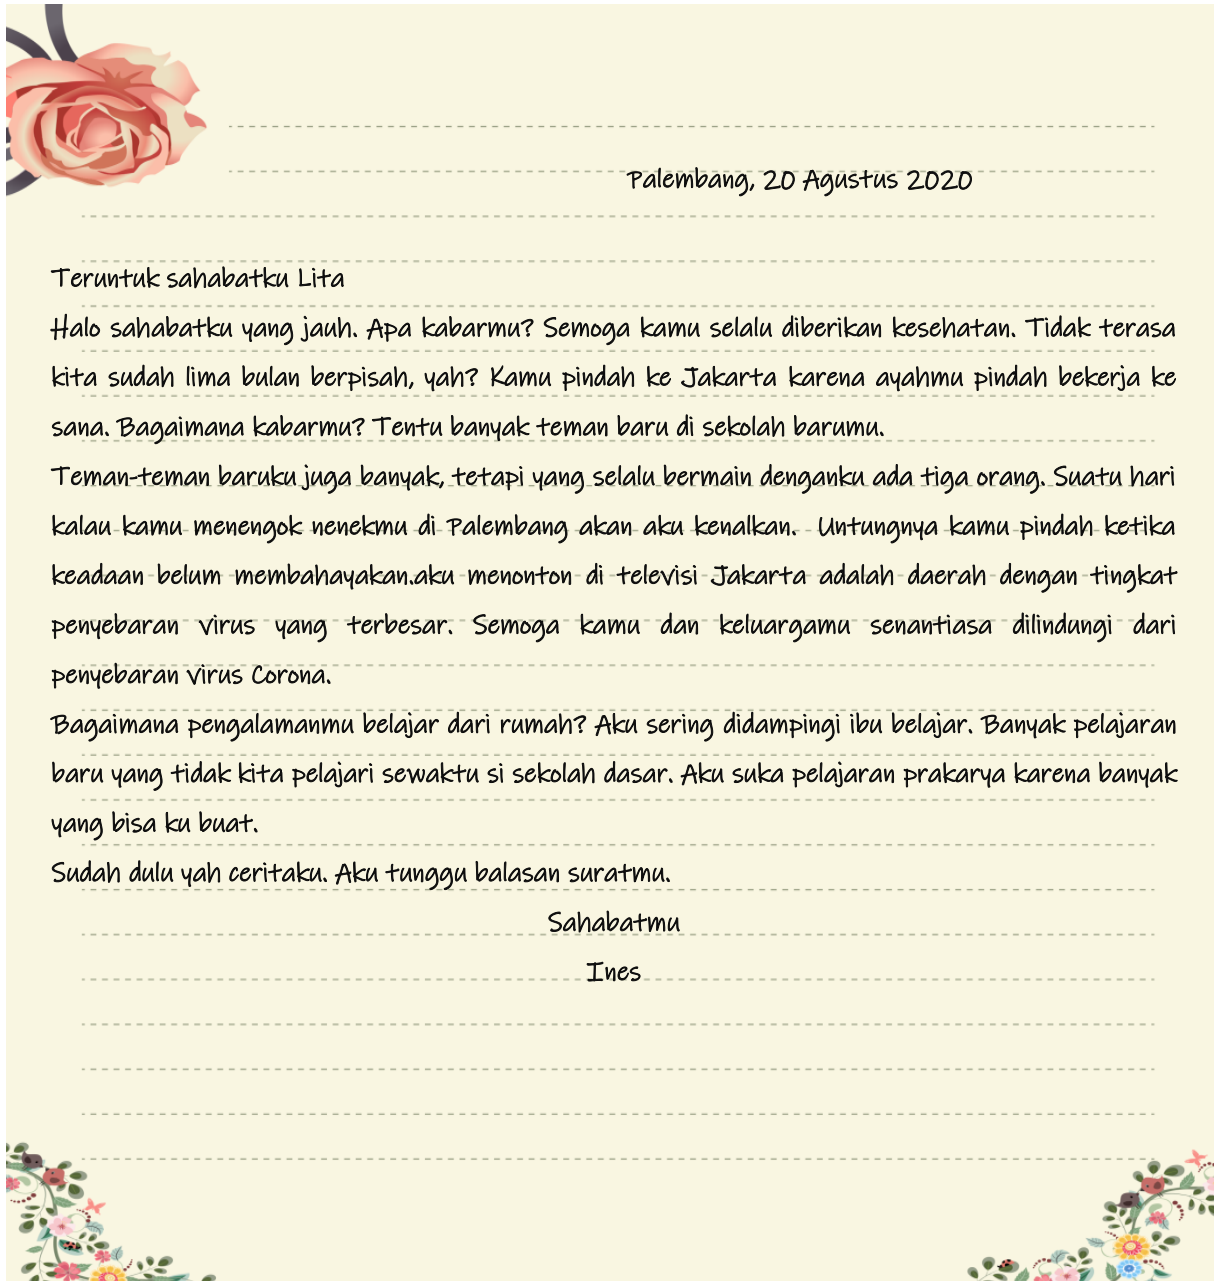 Palembang, 20 Agustus 2020
Teruntuk sahabatku Lita
Halo sahabatku yang jauh. Apa kabarmu? Semoga kamu selalu diberikan kesehatan. Tidak terasa
kita sudah lima bulan berpisah, yah? Kamu pindah ke Jakarta karena ayahmu pindah bekerja ke
sana. Bagaimana kabarmu? Tentu banyak teman baru di sekolah barumu.
Teman-teman baruku juga banyak, tetapi yang selalu bermain denganku ada tiga orang. Suatu hari
kalau kamu menengok nenekmu di Palembang akan aku kenalkan. Untungnya kamu pindah ketika
keadaan belum membahayakan.aku menonton di televisi Jakarta adalah daerah dengan tingkat
penyebaran virus yang terbesar. Semoga kamu dan keluargamu senantiasa dilindungi dari
penyebaran virus Corona.
Bagaimana pengalamanmu belajar dari rumah? Aku sering didampingi ibu belajar. Banyak pelajaran
baru yang tidak kita pelajari sewaktu si sekolah dasar. Aku suka pelajaran prakarya karena banyak
yang bisa ku buat.
Sudah dulu yah ceritaku. Aku tunggu balasan suratmu.
Sahabatmu
Ines